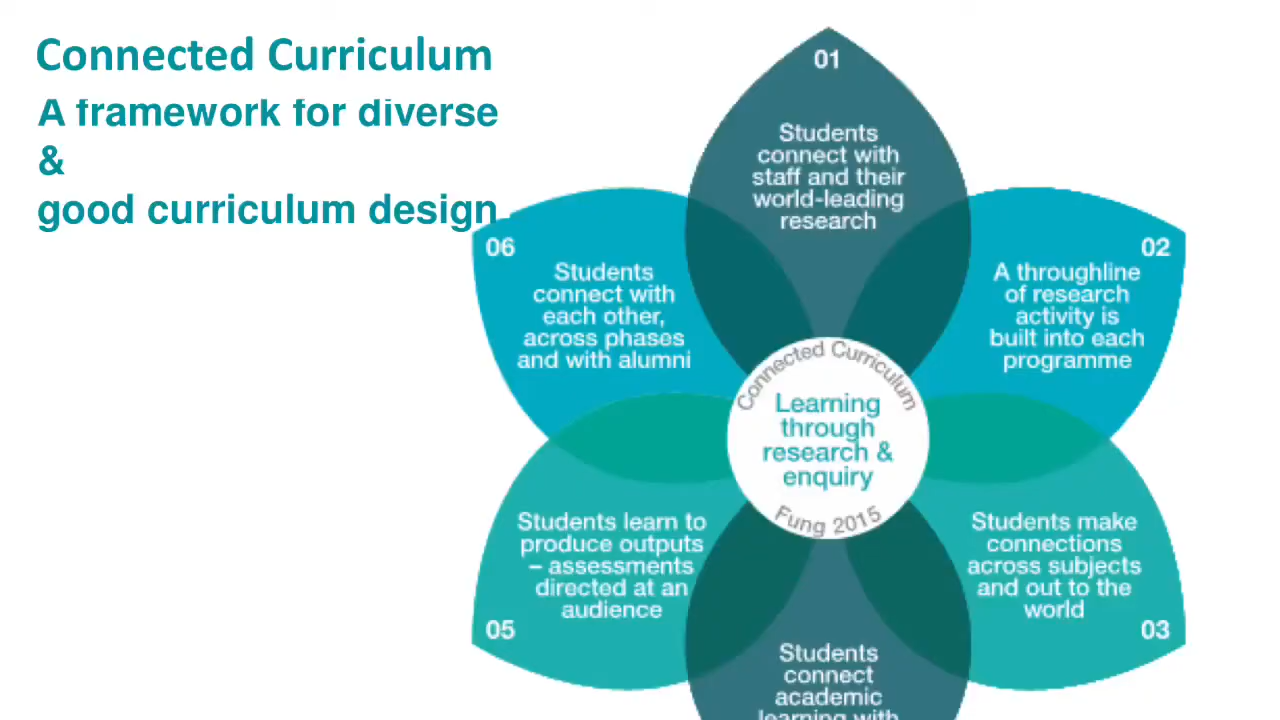 Connected Curriculum
A framework for diverse
&
good curriculum design
01
Students
connect with
staff and their
world-leading
research
02
A throughline
of research
activity is
built into each
programme
Students make
connections
across subjects
and out to the
world
03
Students
connect
academic
learning with
Students learn to
produce outputs
– assessments
directed at an
audience
05
06
Students
connect with
each other,
across phases
and with alumni
Connected Curriculum
Learning
through
research &
enquiry
Fung 2015